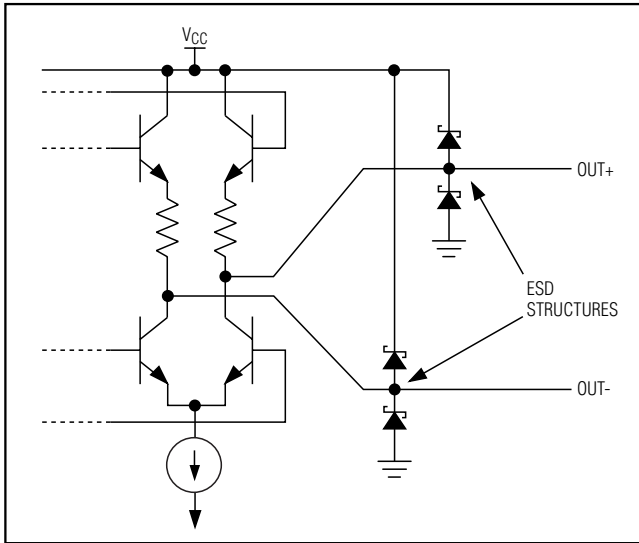 VCC
OUT+
ESD
STRUCTURES
OUT-